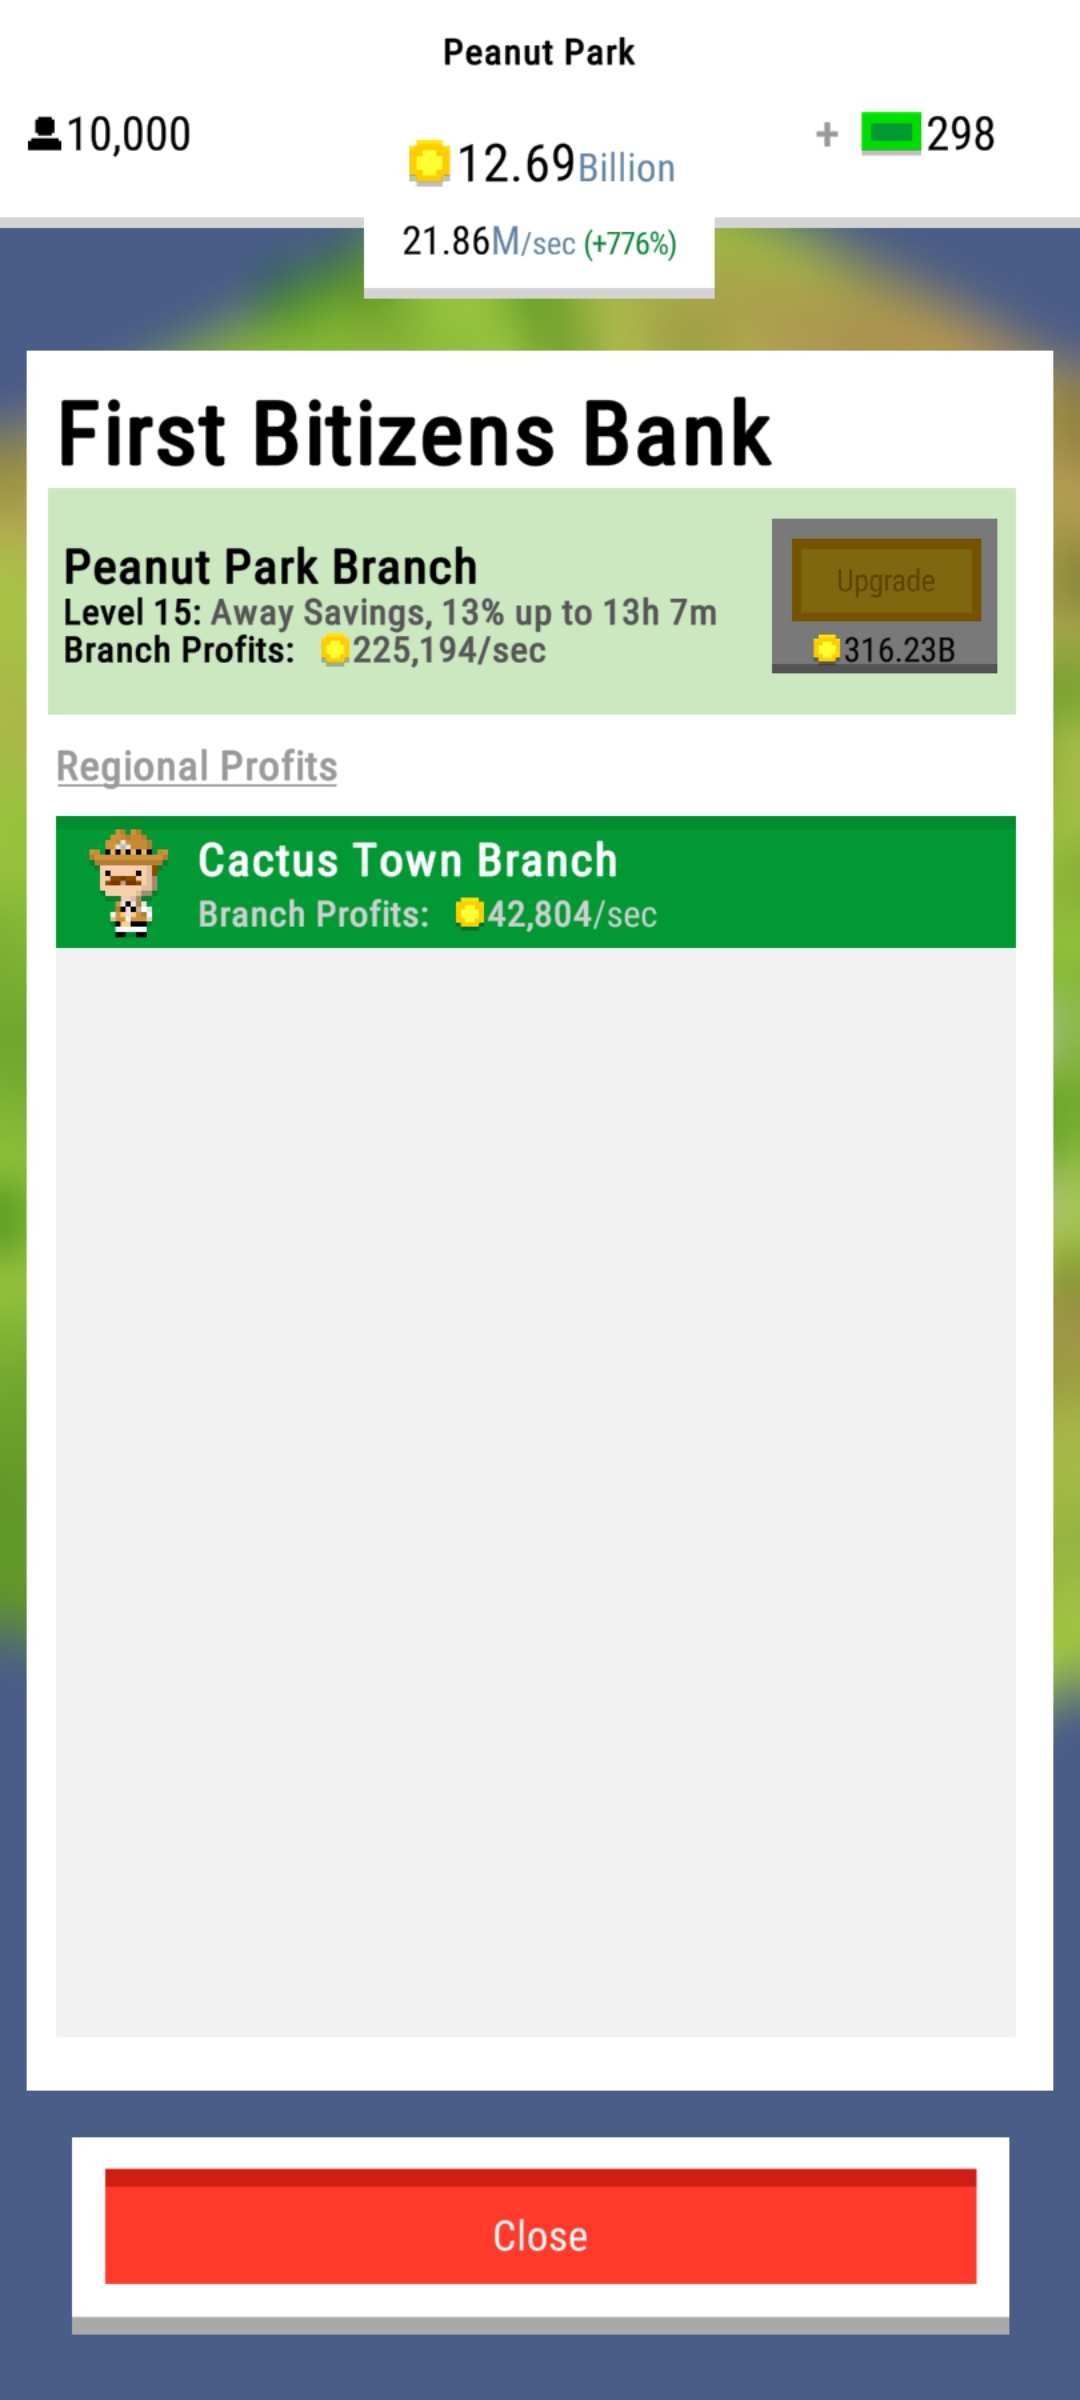 Peanut Park
10,000
12.69Billion
+ 298
21.86M/sec (+776%)
First Bitizens Bank
Peanut Park Branch
Level 15: Away Savings, 13% up to 13h 7m
Branch Profits: 225,194/sec
Upgrade
316.23B
Regional Profits
Cactus Town Branch
Branch Profits: 42,804/sec
Close